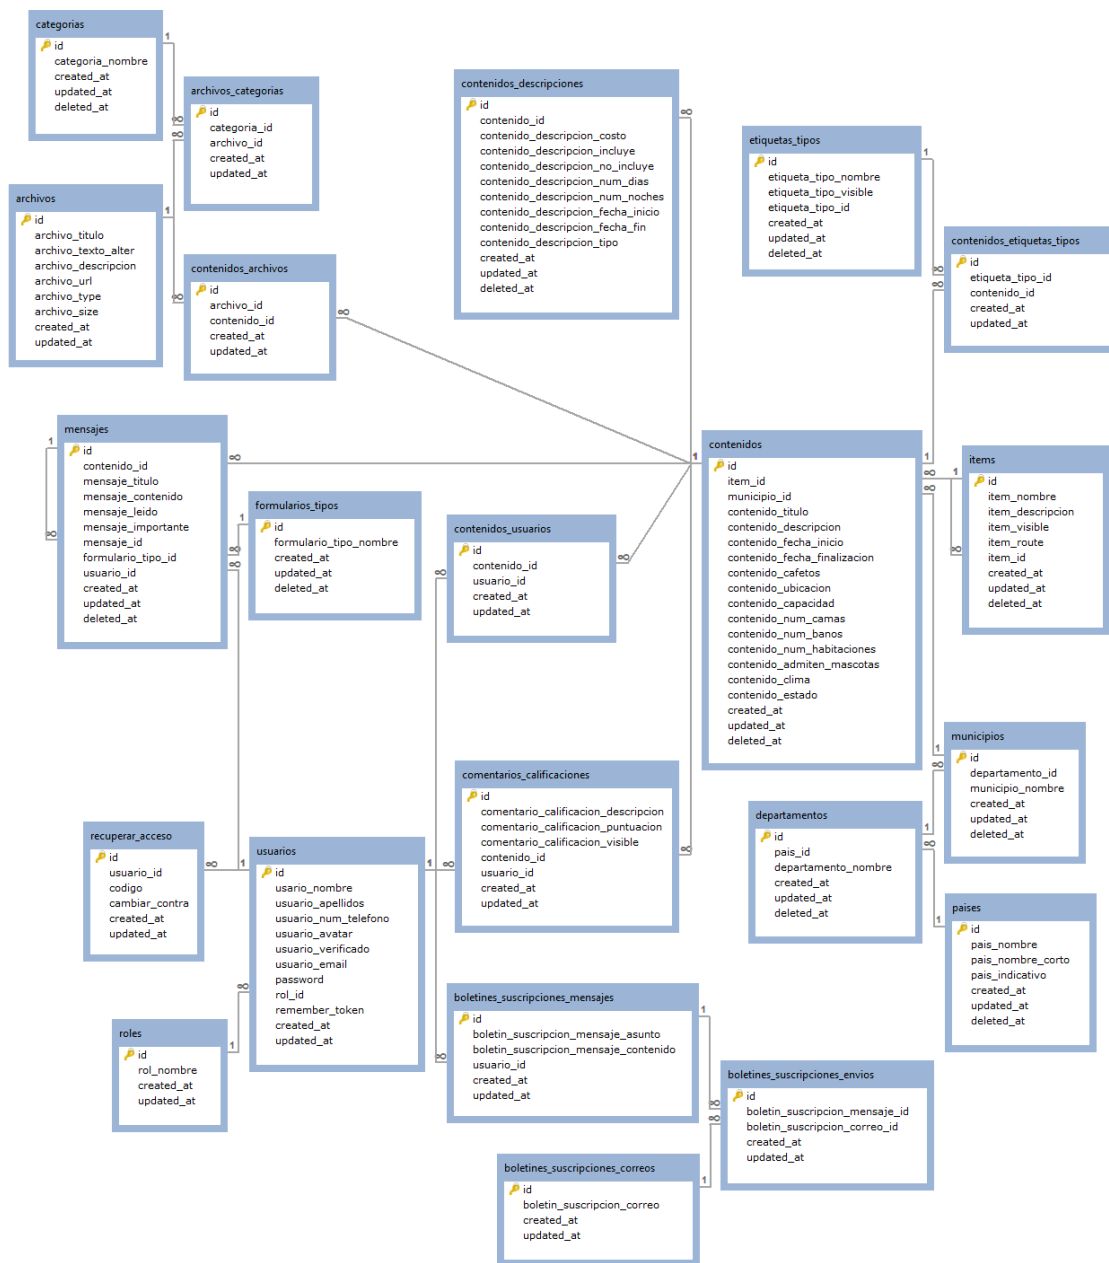 categorias
id
categoria_nombre
created_at
updated_at
deleted_at
archivos_categorias
id
categoria_id
archivo_id
created_at
updated_at
archivos
id
archivo_titulo
archivo_texto_alter
archivo_descripcion
archivo_url
archivo_type
archivo_size
created_at
updated_at
contenidos_archivos
id
archivo_id
contenido_id
created_at
updated_at
contenidos_descripciones
id
contenido_id
contenido_descripcion_costo
contenido_descripcion_incluye
contenido_descripcion_no_incluye
contenido_descripcion_num_dias
contenido_descripcion_num_noches
contenido_descripcion_fecha_inicio
contenido_descripcion_fecha_fin
contenido_descripcion_tipo
created_at
updated_at
deleted_at
etiquetas_tipos
id
etiqueta_tipo_nombre
etiqueta_tipo_visible
etiqueta_tipo_id
created_at
updated_at
deleted_at
contenidos_etiquetas_tipos
id
etiqueta_tipo_id
contenido_id
created_at
updated_at
mensajes
id
contenido_id
mensaje_titulo
mensaje_contenido
mensaje_leido
mensaje_importante
mensaje_id
formulario_tipo_id
usuario_id
created_at
updated_at
deleted_at
formularios_tipos
id
formulario_tipo_nombre
created_at
updated_at
deleted_at
contenidos_usuarios
id
contenido_id
usuario_id
created_at
updated_at
contenidos
id
item_id
municipio_id
contenido_titulo
contenido_descripcion
contenido_fecha_inicio
contenido_fecha_finalizacion
contenido_cafetos
contenido_ubicacion
contenido_capacidad
contenido_num_camas
contenido_num_banos
contenido_num_habitaciones
contenido_admiten_mascotas
contenido_clima
contenido_estado
created_at
updated_at
deleted_at
items
id
item_nombre
item_descripcion
item_visible
item_route
item_id
created_at
updated_at
deleted_at
municipios
id
departamento_id
municipio_nombre
created_at
updated_at
deleted_at
departamentos
id
pais_id
departamento_nombre
created_at
updated_at
deleted_at
paises
id
pais_nombre
pais_nombre_corto
pais_indicativo
created_at
updated_at
deleted_at
comentarios_calificaciones
id
comentario_calificacion_descripcion
comentario_calificacion_puntuacion
comentario_calificacion_visible
contenido_id
usuario_id
created_at
updated_at
recuperar_acceso
id
usuario_id
codigo
cambiar_contra
created_at
updated_at
usuarios
id
usario_nombre
usuario_apellidos
usuario_num_telefono
usuario_avatar
usuario_verificado
usuario_email
password
rol_id
remember_token
created_at
updated_at
roles
id
rol_nombre
created_at
updated_at
boletines_suscripciones_mensajes
id
boletin_suscripcion_mensaje_asunto
boletin_suscripcion_mensaje_contenido
usuario_id
created_at
updated_at
boletines_suscripciones_envios
id
boletin_suscripcion_mensaje_id
boletin_suscripcion_correo_id
created_at
updated_at
boletines_suscripciones_correos
id
boletin_suscripcion_correo
created_at
updated_at